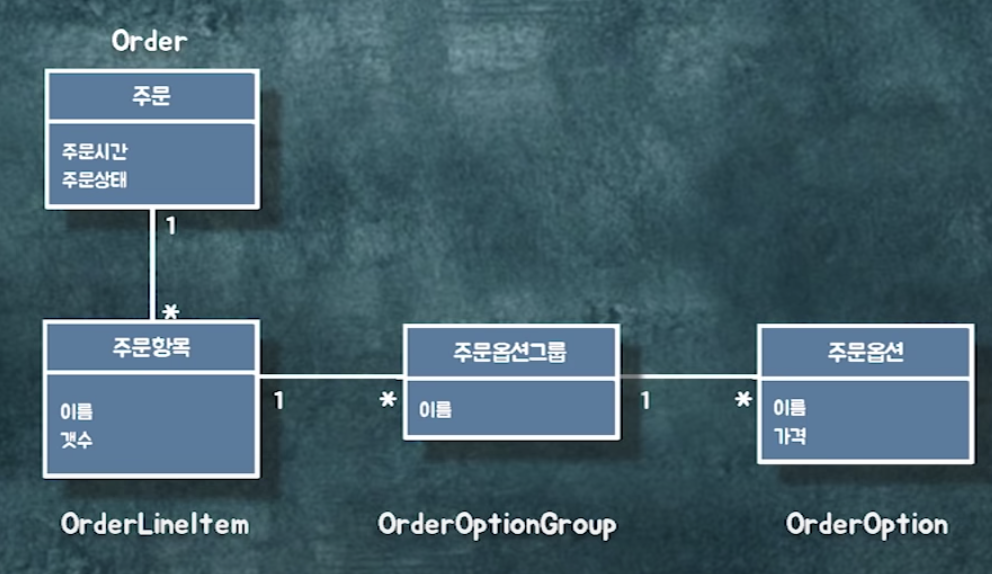 Order
주문
주문시간
주문상태
1
*
주문항목
이름
갯수
1
*
주문옵션그룹
이름
1
*
주문옵션
이름
가격
OrderLineItem
OrderOptionGroup
OrderOption